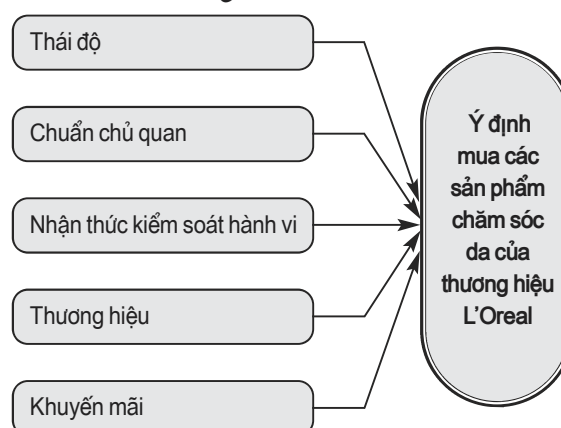 Thái độ
Chuẩn chủ quan
Nhận thức kiểm soát hành vi
Thương hiệu
Khuyến mãi
Ý định
mua các
sản phẩm
chăm sóc
da của
thương hiệu
L'Oreal